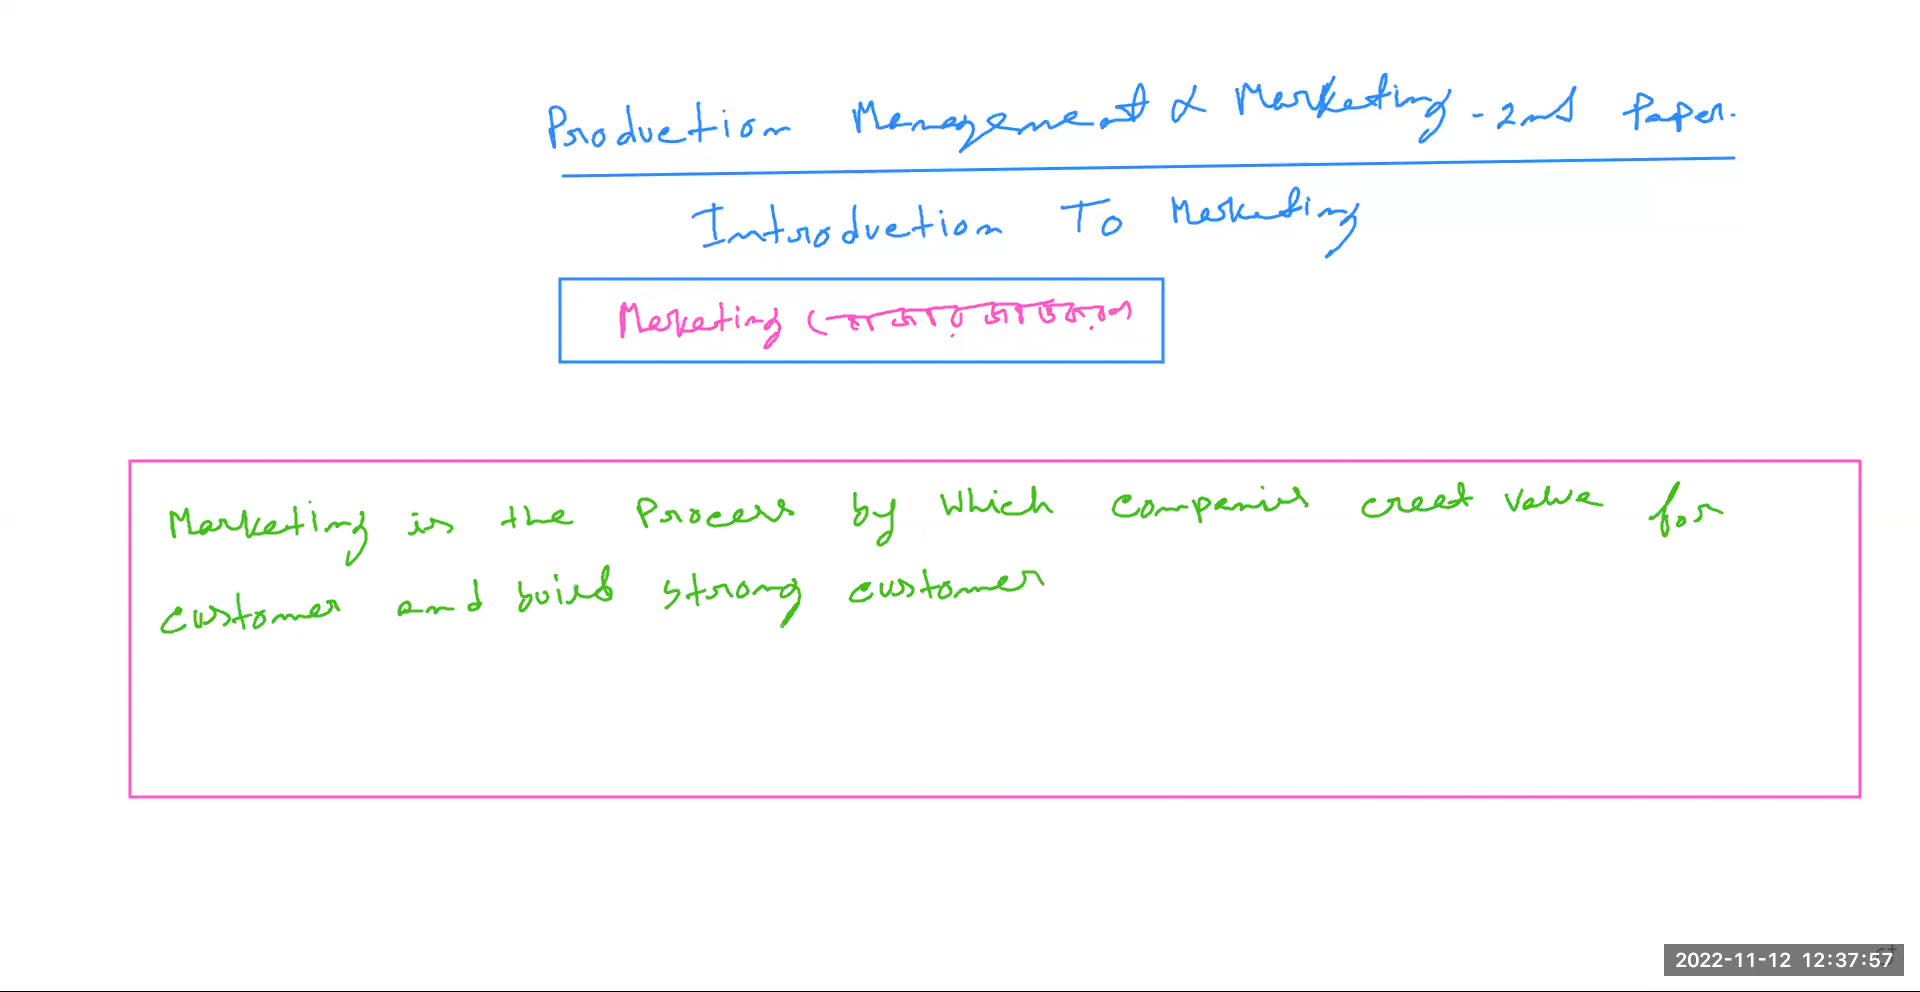 Production Management & Marketing - 2nd Paper.
Introduction To Marketing
Marketing (বাজারজাতকরণ)
Marketing is the Process by which companies creat value for
customer and build strong customer
2022-11-12 12:37:57